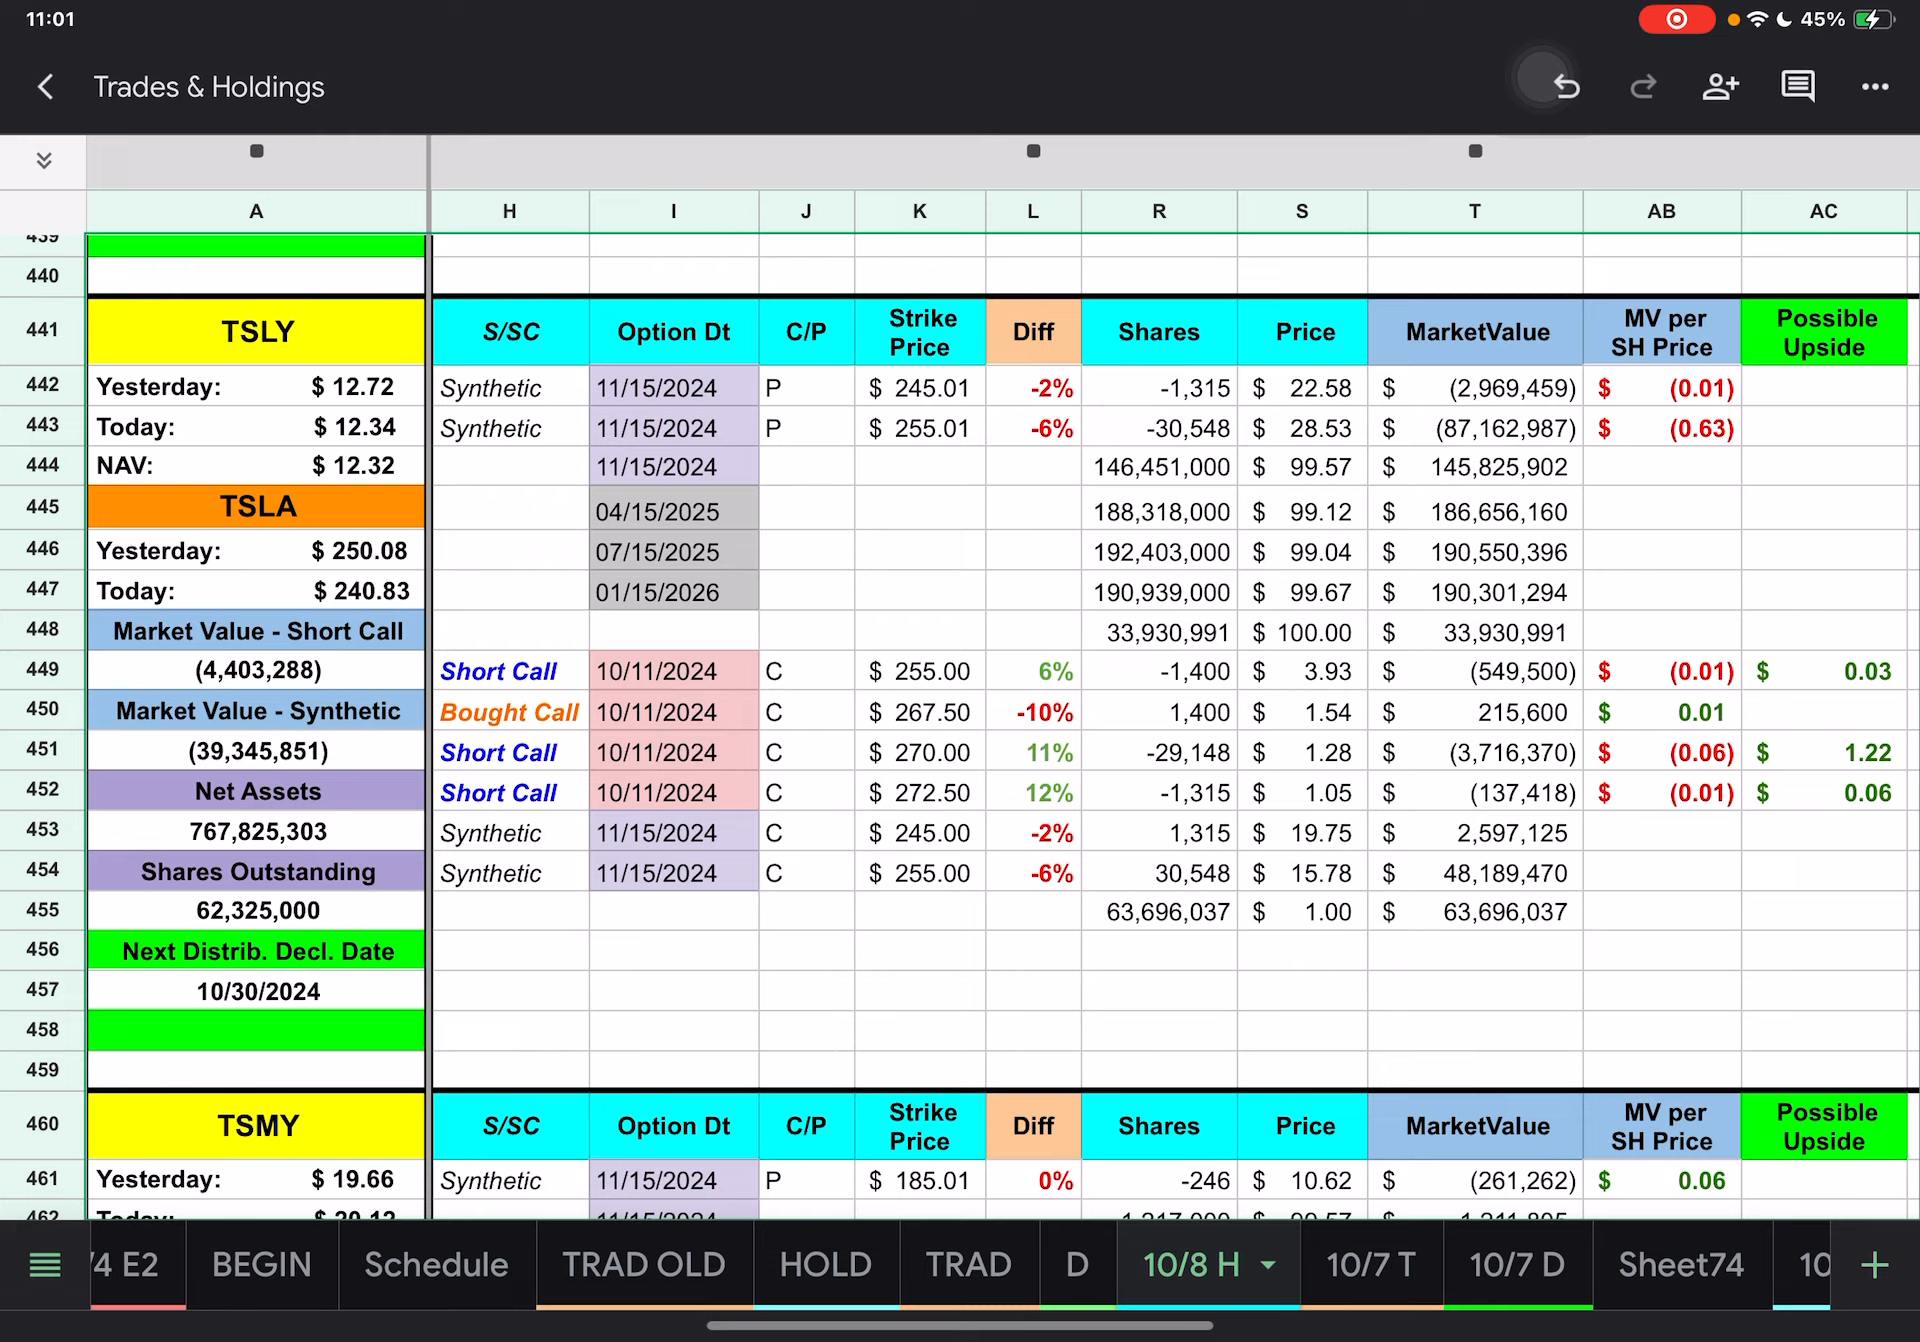 11:01
45%
Trades & Holdings
A H I J K L R S T AB AC
439
440
441 TSLY S/SC Option Dt C/P Strike Price Diff Shares Price MarketValue MV per SH Price Possible Upside
442 Yesterday: $ 12.72 Synthetic 11/15/2024 P $ 245.01 -2% -1,315 $ 22.58 $ (2,969,459) $ (0.01)
443 Today: $ 12.34 Synthetic 11/15/2024 P $ 255.01 -6% -30,548 $ 28.53 $ (87,162,987) $ (0.63)
444 NAV: $ 12.32 11/15/2024 146,451,000 $ 99.57 $ 145,825,902
445 TSLA 04/15/2025 188,318,000 $ 99.12 $ 186,656,160
446 Yesterday: $ 250.08 07/15/2025 192,403,000 $ 99.04 $ 190,550,396
447 Today: $ 240.83 01/15/2026 190,939,000 $ 99.67 $ 190,301,294
448 Market Value - Short Call 33,930,991 $ 100.00 $ 33,930,991
449 (4,403,288) Short Call 10/11/2024 C $ 255.00 6% -1,400 $ 3.93 $ (549,500) $ (0.01) $ 0.03
450 Market Value - Synthetic Bought Call 10/11/2024 C $ 267.50 -10% 1,400 $ 1.54 $ 215,600 $ 0.01
451 (39,345,851) Short Call 10/11/2024 C $ 270.00 11% -29,148 $ 1.28 $ (3,716,370) $ (0.06) $ 1.22
452 Net Assets Short Call 10/11/2024 C $ 272.50 12% -1,315 $ 1.05 $ (137,418) $ (0.01) $ 0.06
453 767,825,303 Synthetic 11/15/2024 C $ 245.00 -2% 1,315 $ 19.75 $ 2,597,125
454 Shares Outstanding Synthetic 11/15/2024 C $ 255.00 -6% 30,548 $ 15.78 $ 48,189,470
455 62,325,000 63,696,037 $ 1.00 $ 63,696,037
456 Next Distrib. Decl. Date
457 10/30/2024
458
459
460 TSMY S/SC Option Dt C/P Strike Price Diff Shares Price MarketValue MV per SH Price Possible Upside
461 Yesterday: $ 19.66 Synthetic 11/15/2024 P $ 185.01 0% -246 $ 10.62 $ (261,262) $ 0.06
462 Today: $ 20.12 11/15/2024
/4 E2 BEGIN Schedule TRAD OLD HOLD TRAD D 10/8 H 10/7 T 10/7 D Sheet74 10